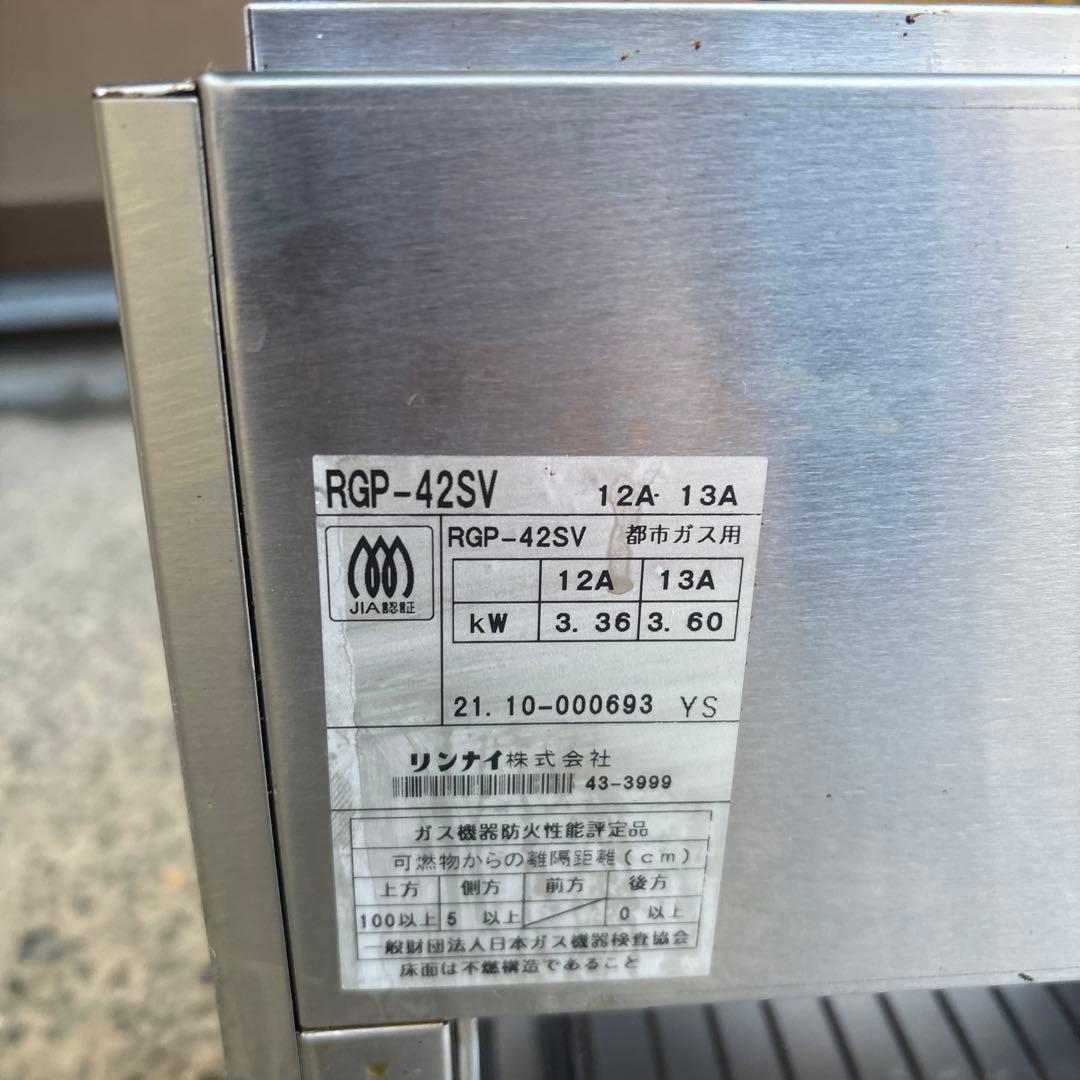 RGP-42SV 12A・13A
JIA認証
RGP-42SV 都市ガス用
12A 13A
kW 3.36 3.60
21.10-000693 YS
リンナイ株式会社
43-3999
ガス機器防火性能評定品
可燃物からの離隔距離(cm)
上方 側方 前方 後方
100以上 5 以上 0 以上
一般財団法人日本ガス機器検査協会
床面は不燃構造であること